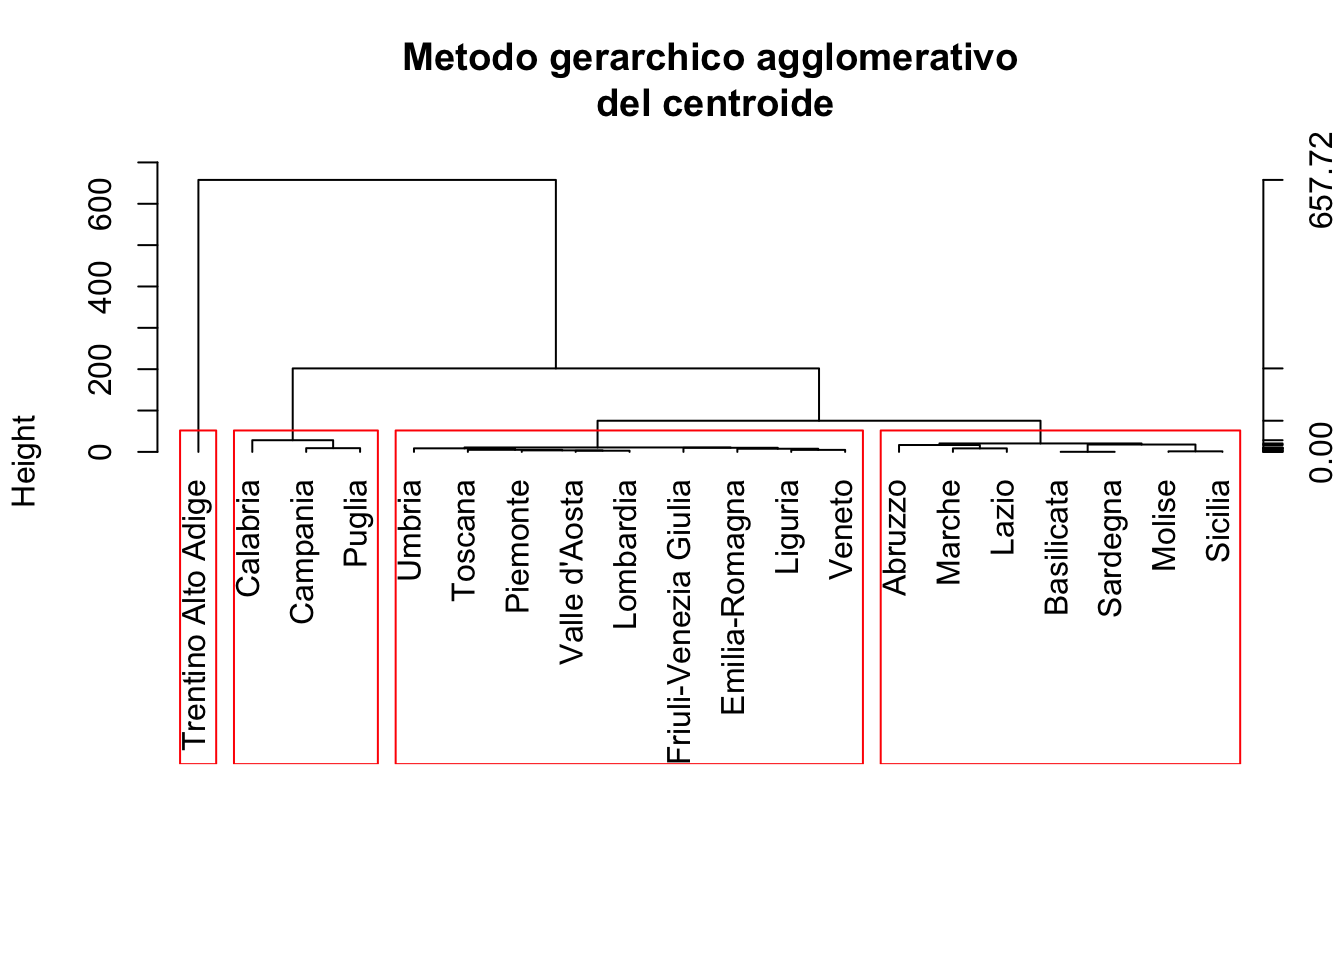 Metodo gerarchico agglomerativo
del centroide
Height
0
200
400
600
657.72
0.00
Trentino Alto Adige
Calabria
Campania
Puglia
Umbria
Toscana
Piemonte
Valle d'Aosta
Lombardia
Friuli-Venezia Giulia
Emilia-Romagna
Liguria
Veneto
Abruzzo
Marche
Lazio
Basilicata
Sardegna
Molise
Sicilia